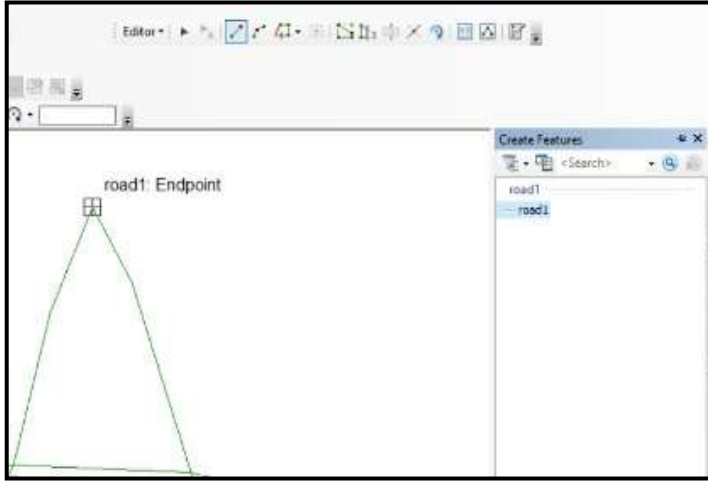 Editor
Create Features
<Search>
road1
road1
road1: Endpoint